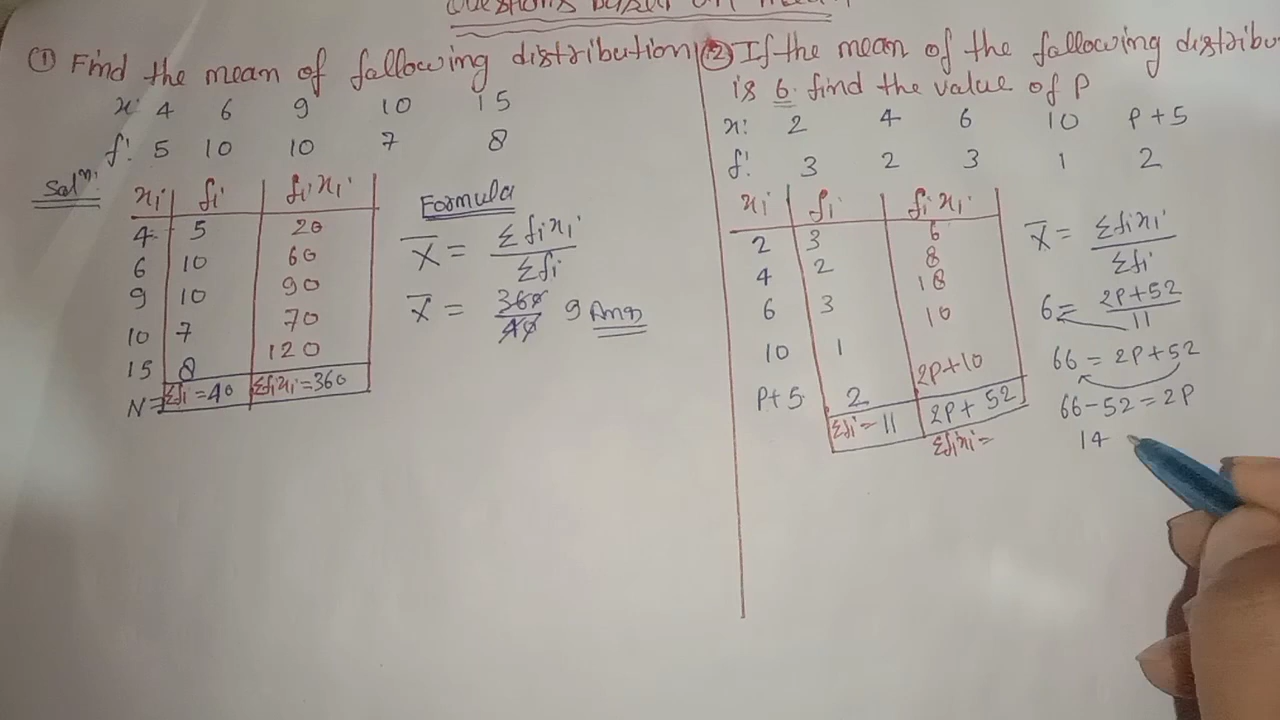 Questions based on mean
① Find the mean of following distribution
x: 4 6 9 10 15
f: 5 10 10 7 8
Solⁿ:
xi fi fixi
4 5 20
6 10 60
9 10 90
10 7 70
15 8 120
N= Σfi=40 Σfixi=360
Formula
X̄ = Σfixi / Σfi
X̄ = 360/40 9 Ans
② If the mean of the following distribu
is 6. find the value of P
x: 2 4 6 10 P+5
f: 3 2 3 1 2
xi fi fixi
2 3 6
4 2 8
6 3 18
10 1 10
P+5 2 2P+10
Σfi=11 2P+52
Σfixi=
X̄ = Σfixi / Σfi
6 = 2P+52 / 11
66 = 2P+52
66-52=2P
14